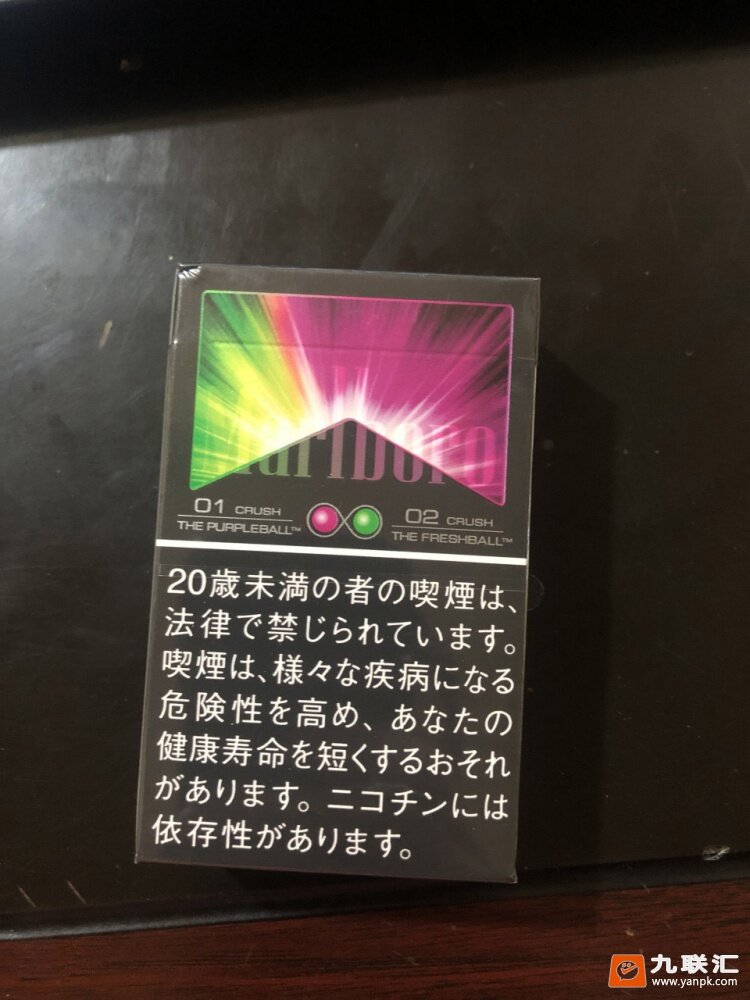 Marlboro
01 CRUSH
THE PURPLEBALL™
02 CRUSH
THE FRESHBALL™
20歳未満の者の喫煙は、
法律で禁じられています。
喫煙は、様々な疾病になる
危険性を高め、あなたの
健康寿命を短くするおそれ
があります。ニコチンには
依存性があります。
九联汇
www.yanpk.com